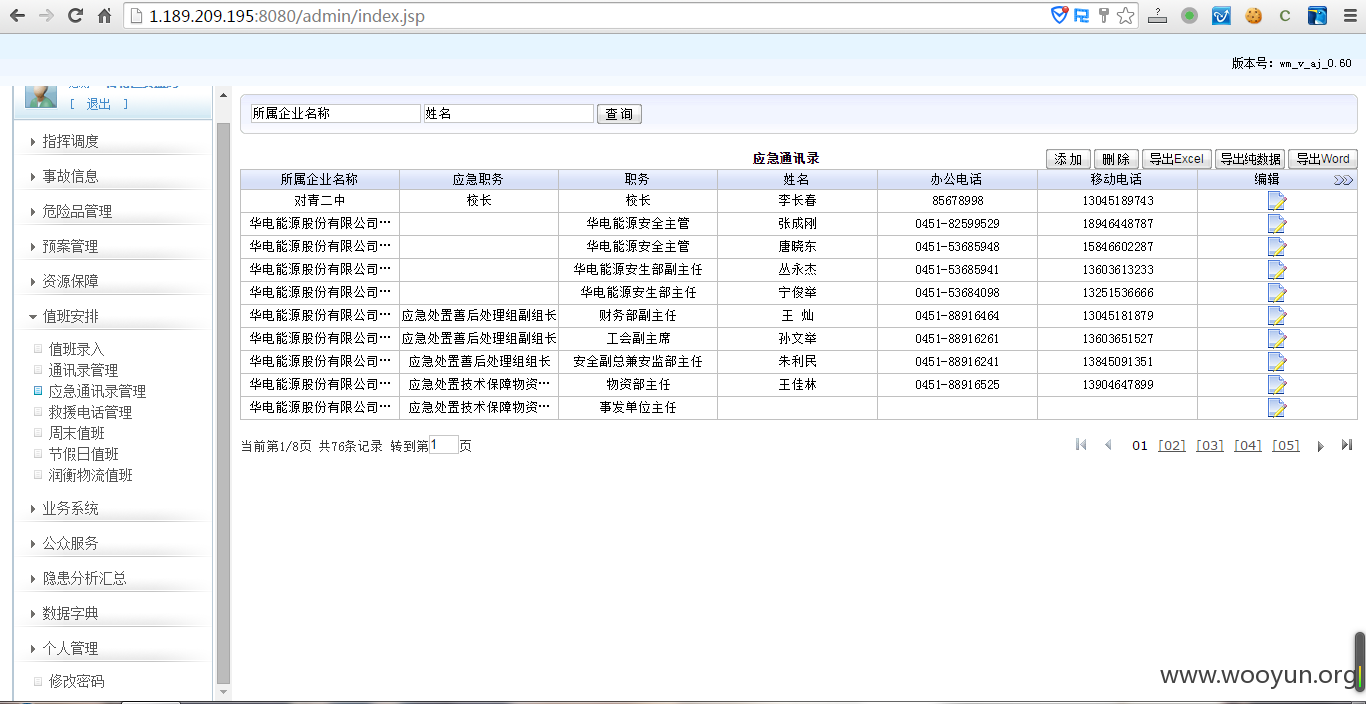 1.189.209.195:8080/admin/index.jsp
版本号: wm_v_aj_0.60
[ 退出 ]
指挥调度
事故信息
危险品管理
预案管理
资源保障
值班安排
值班录入
通讯录管理
应急通讯录管理
救援电话管理
周末值班
节假日值班
润衡物流值班
业务系统
公众服务
隐患分析汇总
数据字典
个人管理
修改密码
所属企业名称 姓名 查询
应急通讯录 添加 删除 导出Excel 导出纯数据 导出Word
所属企业名称 应急职务 职务 姓名 办公电话 移动电话 编辑
对青二中 校长 校长 李长春 85678998 13045189743
华电能源股份有限公司… 华电能源安全主管 张成刚 0451-82599529 18946448787
华电能源股份有限公司… 华电能源安全主管 唐晓东 0451-53685948 15846602287
华电能源股份有限公司… 华电能源安生部副主任 丛永杰 0451-53685941 13603613233
华电能源股份有限公司… 华电能源安生部主任 宁俊举 0451-53684098 13251536666
华电能源股份有限公司… 应急处置善后处理组副组长 财务部副主任 王 灿 0451-88916464 13045181879
华电能源股份有限公司… 应急处置善后处理组副组长 工会副主席 孙文举 0451-88916261 13603651527
华电能源股份有限公司… 应急处置善后处理组组长 安全副总兼安监部主任 朱利民 0451-88916241 13845091351
华电能源股份有限公司… 应急处置技术保障物资… 物资部主任 王佳林 0451-88916525 13904647899
华电能源股份有限公司… 应急处置技术保障物资… 事发单位主任
当前第1/8页 共76条记录 转到第1页 01 [02] [03] [04] [05]
www.wooyun.org